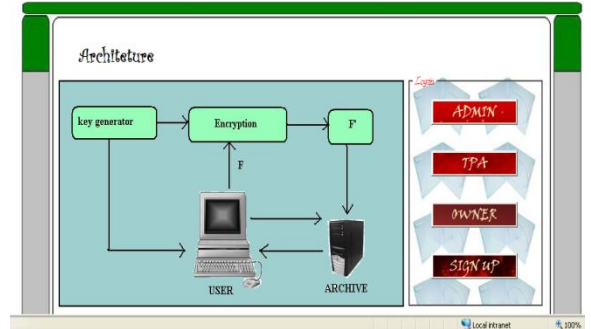 Architeture
Login
key generator
Encryption
F'
F
USER
ARCHIVE
ADMIN
TPA
OWNER
SIGN UP
Local intranet
100%